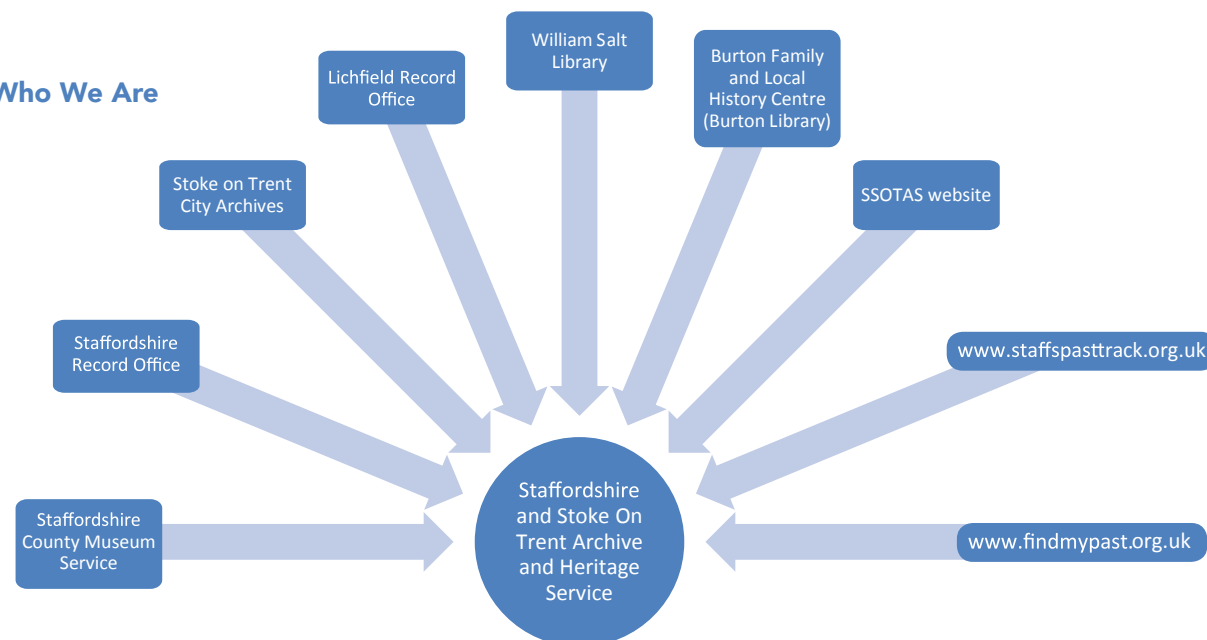 Who We Are
Staffordshire
County Museum
Service
Staffordshire
Record Office
Stoke on Trent
City Archives
Lichfield Record
Office
William Salt
Library
Burton Family
and Local
History Centre
(Burton Library)
SSOTAS website
www.staffspasttrack.org.uk
www.findmypast.org.uk
Staffordshire
and Stoke On
Trent Archive
and Heritage
Service